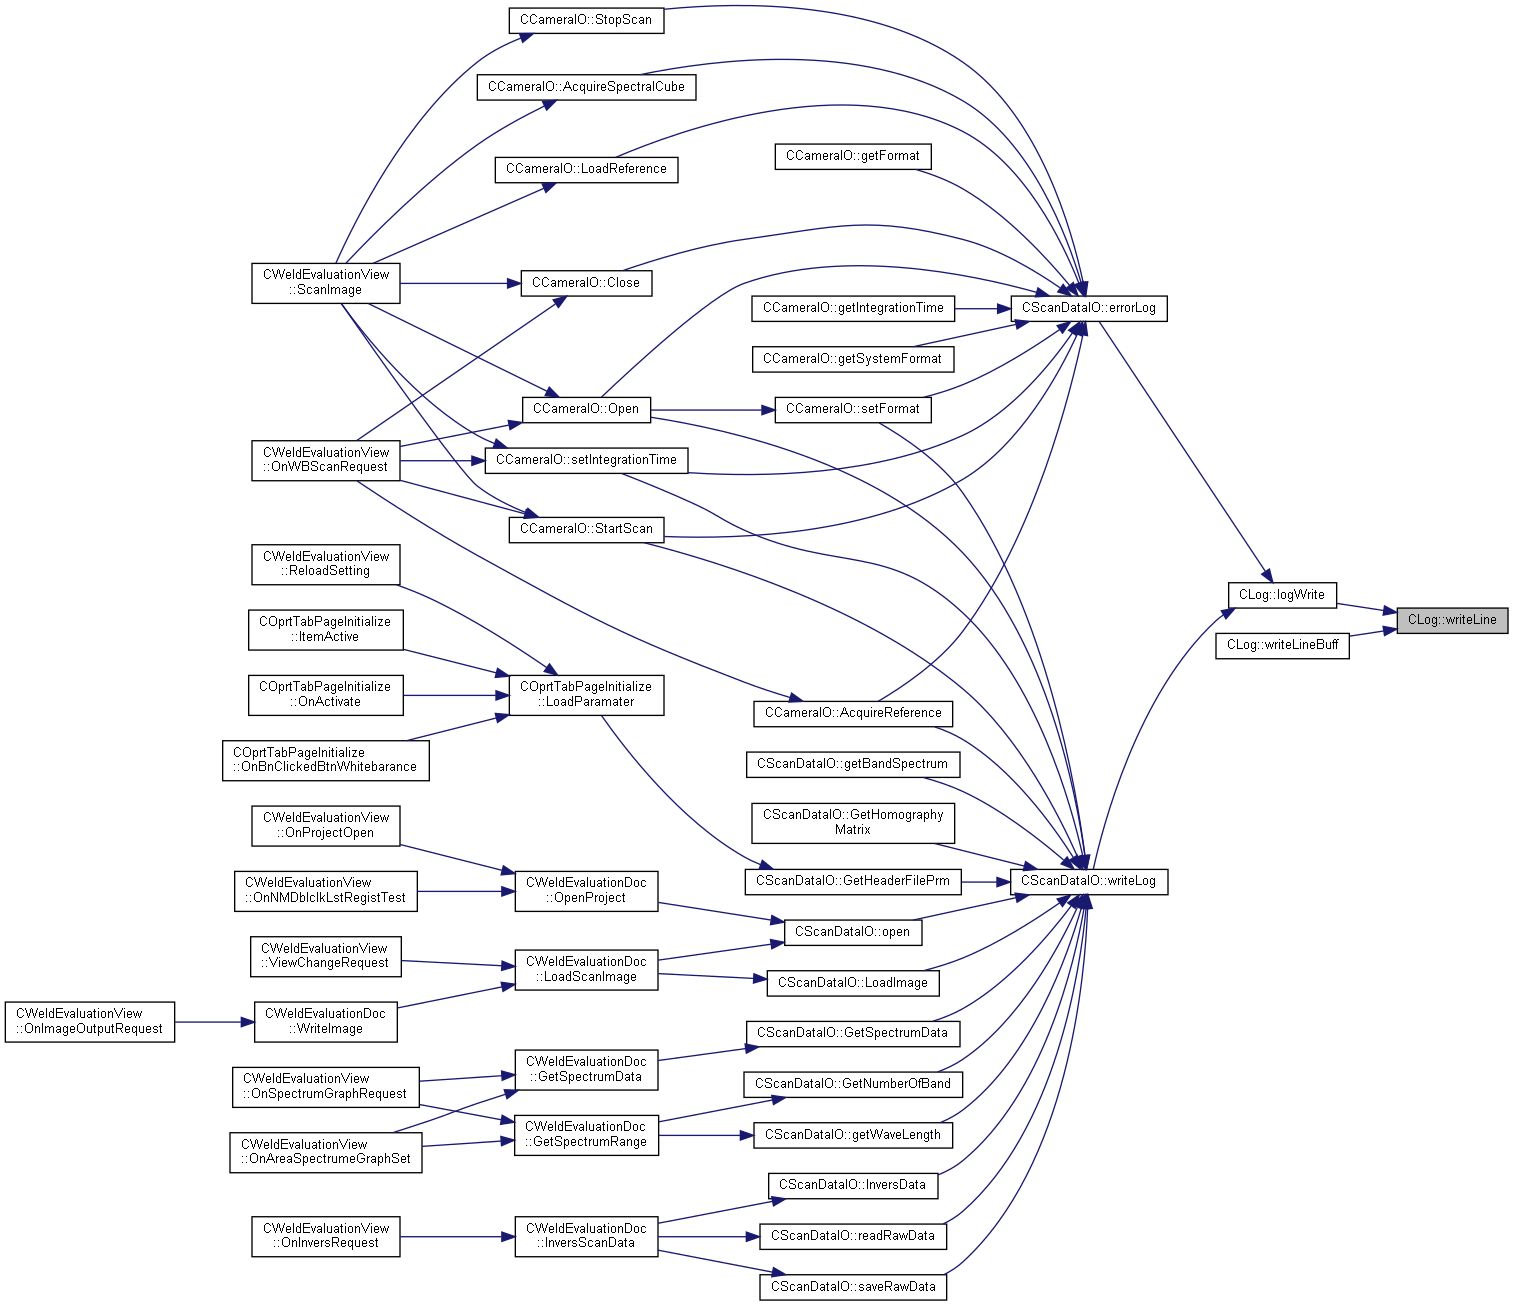 CCameraIO::StopScan
CCameraIO::AcquireSpectralCube
CCameraIO::getFormat
CCameraIO::LoadReference
CWeldEvaluationView
::ScanImage
CCameraIO::Close
CCameraIO::getIntegrationTime
CScanDataIO::errorLog
CCameraIO::getSystemFormat
CCameraIO::Open
CCameraIO::setFormat
CWeldEvaluationView
::OnWBScanRequest
CCameraIO::setIntegrationTime
CCameraIO::StartScan
CWeldEvaluationView
::ReloadSetting
CLog::logWrite
CLog::writeLine
COprtTabPageInitialize
::ItemActive
CLog::writeLineBuff
COprtTabPageInitialize
::OnActivate
COprtTabPageInitialize
::LoadParamater
CCameraIO::AcquireReference
COprtTabPageInitialize
::OnBnClickedBtnWhitebarance
CScanDataIO::getBandSpectrum
CWeldEvaluationView
::OnProjectOpen
CScanDataIO::GetHomography
Matrix
CWeldEvaluationView
::OnNMDblclkLstRegistTest
CWeldEvaluationDoc
::OpenProject
CScanDataIO::GetHeaderFilePrm
CScanDataIO::writeLog
CScanDataIO::open
CWeldEvaluationView
::ViewChangeRequest
CWeldEvaluationDoc
::LoadScanImage
CScanDataIO::LoadImage
CWeldEvaluationView
::OnImageOutputRequest
CWeldEvaluationDoc
::WriteImage
CScanDataIO::GetSpectrumData
CWeldEvaluationDoc
::GetSpectrumData
CWeldEvaluationView
::OnSpectrumGraphRequest
CScanDataIO::GetNumberOfBand
CWeldEvaluationDoc
::GetSpectrumRange
CScanDataIO::getWaveLength
CWeldEvaluationView
::OnAreaSpectrumeGraphSet
CScanDataIO::InversData
CWeldEvaluationView
::OnInversRequest
CWeldEvaluationDoc
::InversScanData
CScanDataIO::readRawData
CScanDataIO::saveRawData